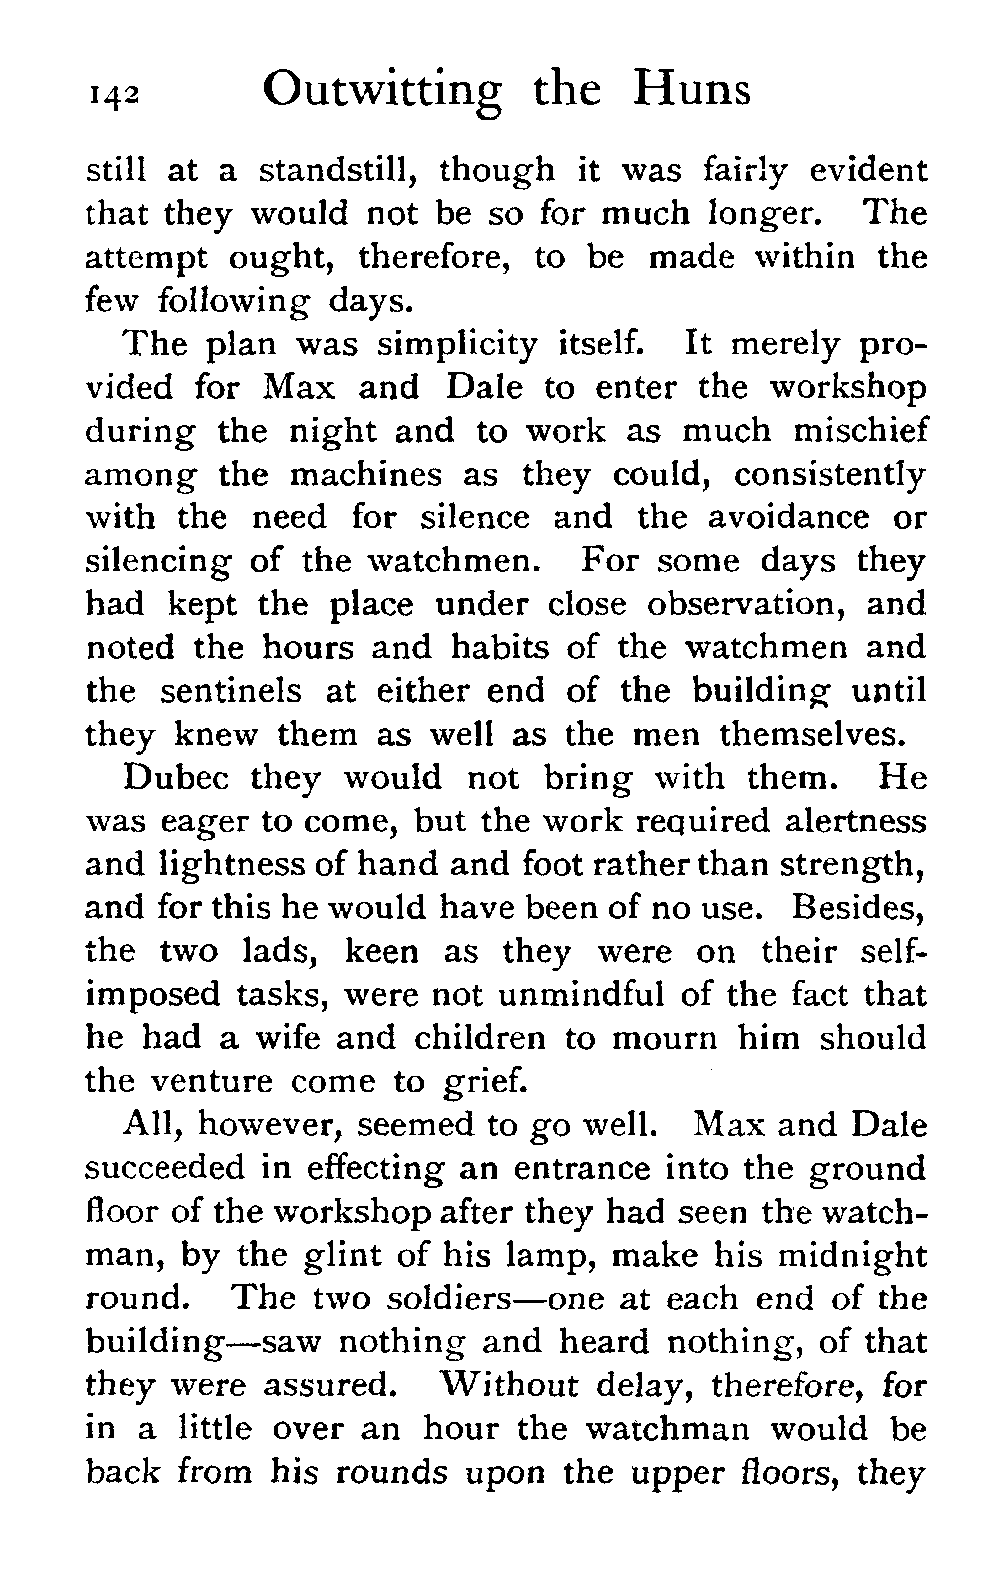 142 Outwitting the Huns
still at a standstill, though it was fairly evident
that they would not be so for much longer. The
attempt ought, therefore, to be made within the
few following days.
The plan was simplicity itself. It merely pro-
vided for Max and Dale to enter the workshop
during the night and to work as much mischief
among the machines as they could, consistently
with the need for silence and the avoidance or
silencing of the watchmen. For some days they
had kept the place under close observation, and
noted the hours and habits of the watchmen and
the sentinels at either end of the building until
they knew them as well as the men themselves.
Dubec they would not bring with them. He
was eager to come, but the work required alertness
and lightness of hand and foot rather than strength,
and for this he would have been of no use. Besides,
the two lads, keen as they were on their self-
imposed tasks, were not unmindful of the fact that
he had a wife and children to mourn him should
the venture come to grief.
All, however, seemed to go well. Max and Dale
succeeded in effecting an entrance into the ground
floor of the workshop after they had seen the watch-
man, by the glint of his lamp, make his midnight
round. The two soldiers—one at each end of the
building—saw nothing and heard nothing, of that
they were assured. Without delay, therefore, for
in a little over an hour the watchman would be
back from his rounds upon the upper floors, they